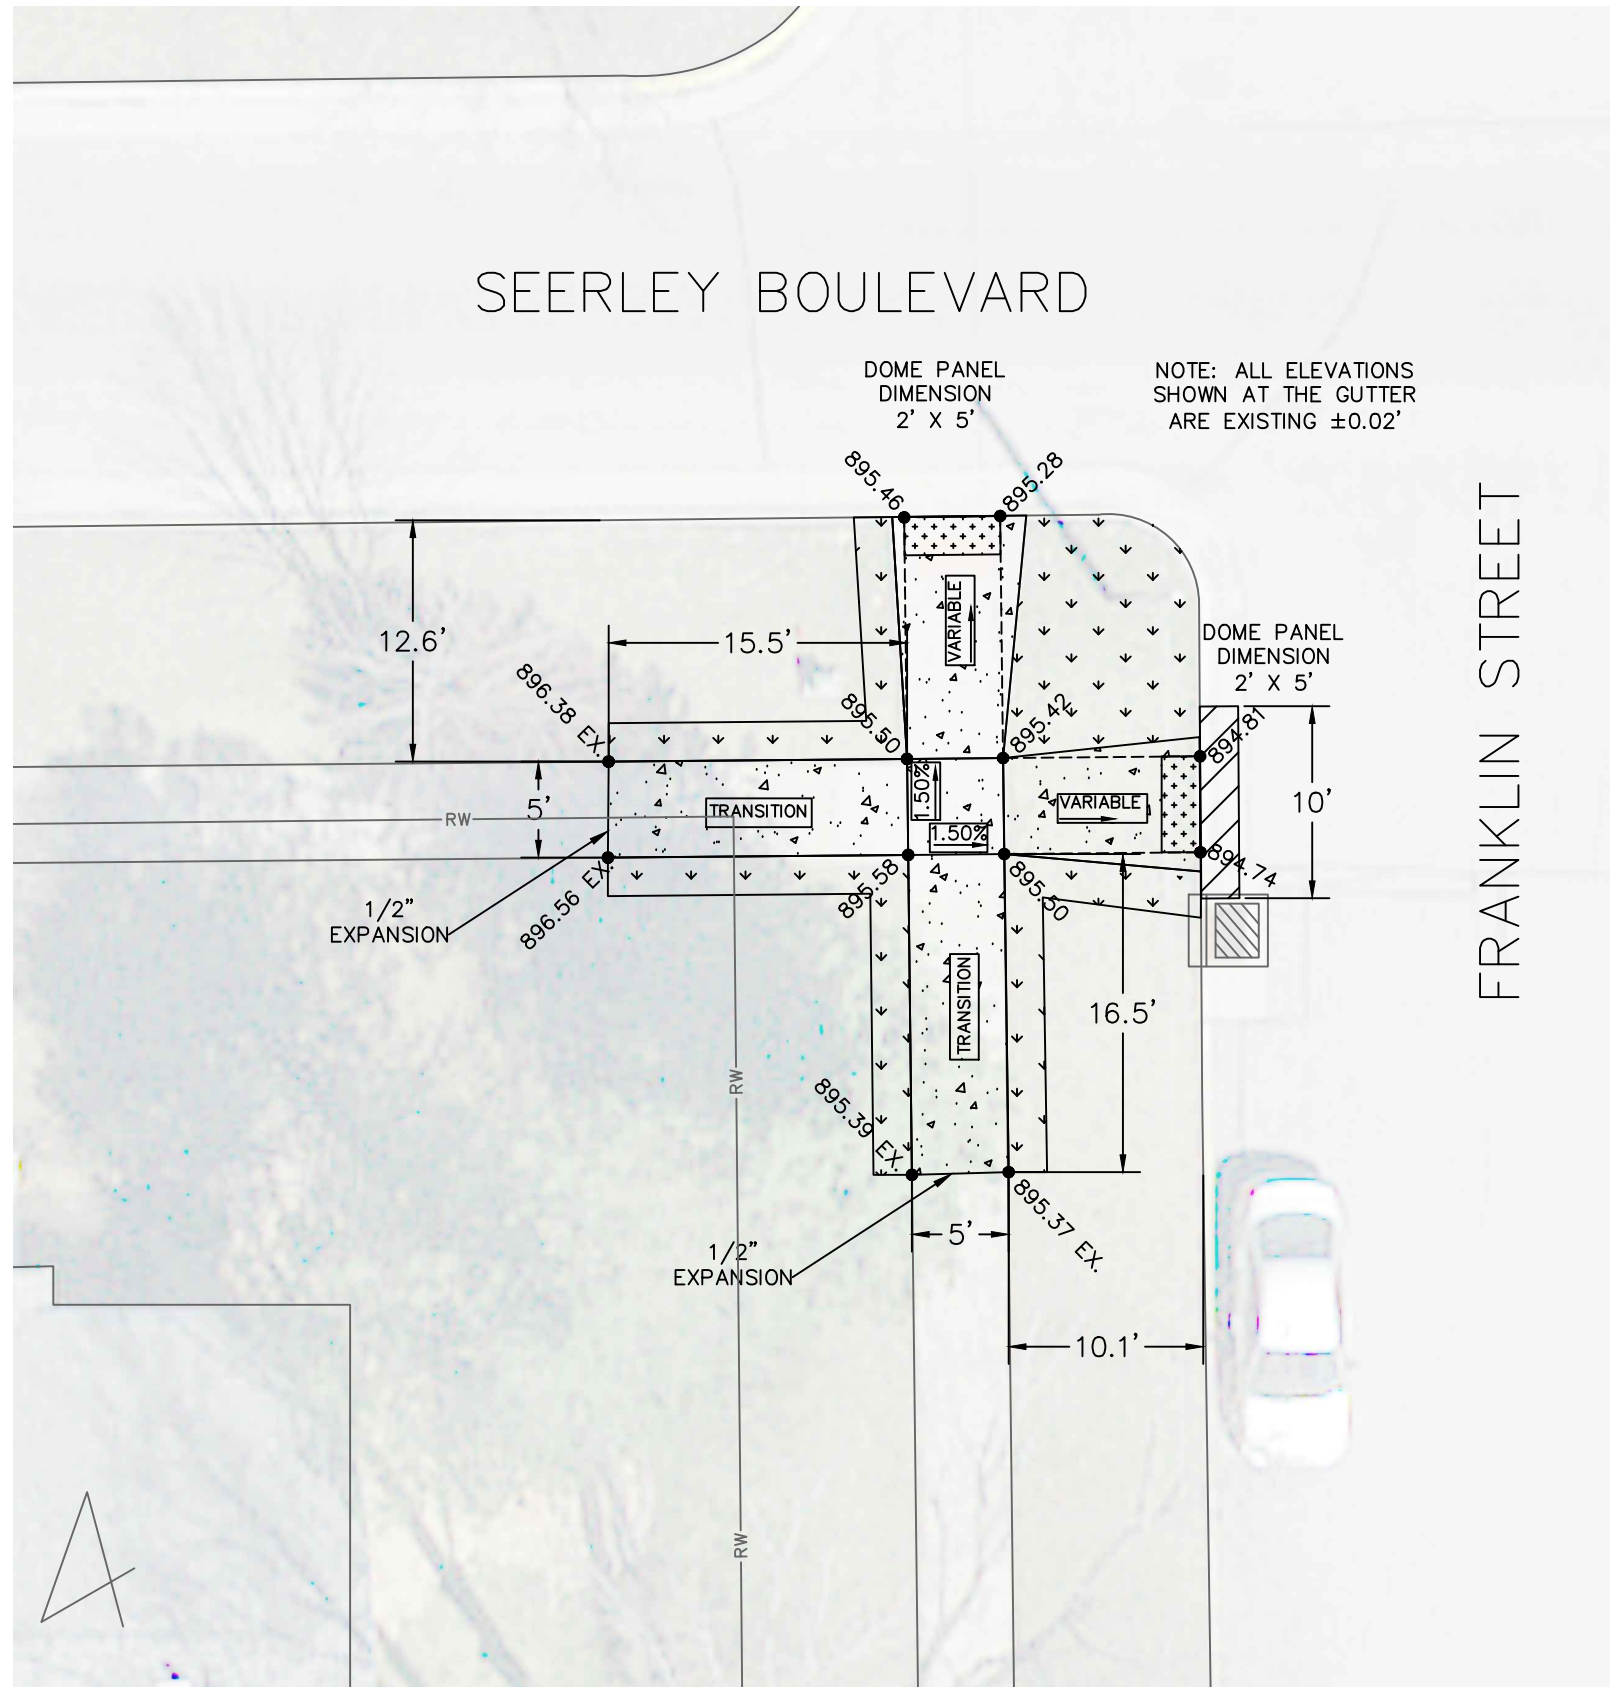 SEERLEY BOULEVARD
DOME PANEL
DIMENSION
2' X 5'
NOTE: ALL ELEVATIONS
SHOWN AT THE GUTTER
ARE EXISTING ±0.02'
895.46
895.28
FRANKLIN STREET
12.6'
15.5'
VARIABLE
DOME PANEL
DIMENSION
2' X 5'
896.38 EX.
895.50
895.42
894.81
5'
RW
TRANSITION
1.50%
1.50%
VARIABLE
10'
894.74
1/2"
EXPANSION
896.56 EX.
895.58
895.50
TRANSITION
16.5'
RW
895.39 EX.
895.37 EX.
1/2"
EXPANSION
5'
10.1'
RW